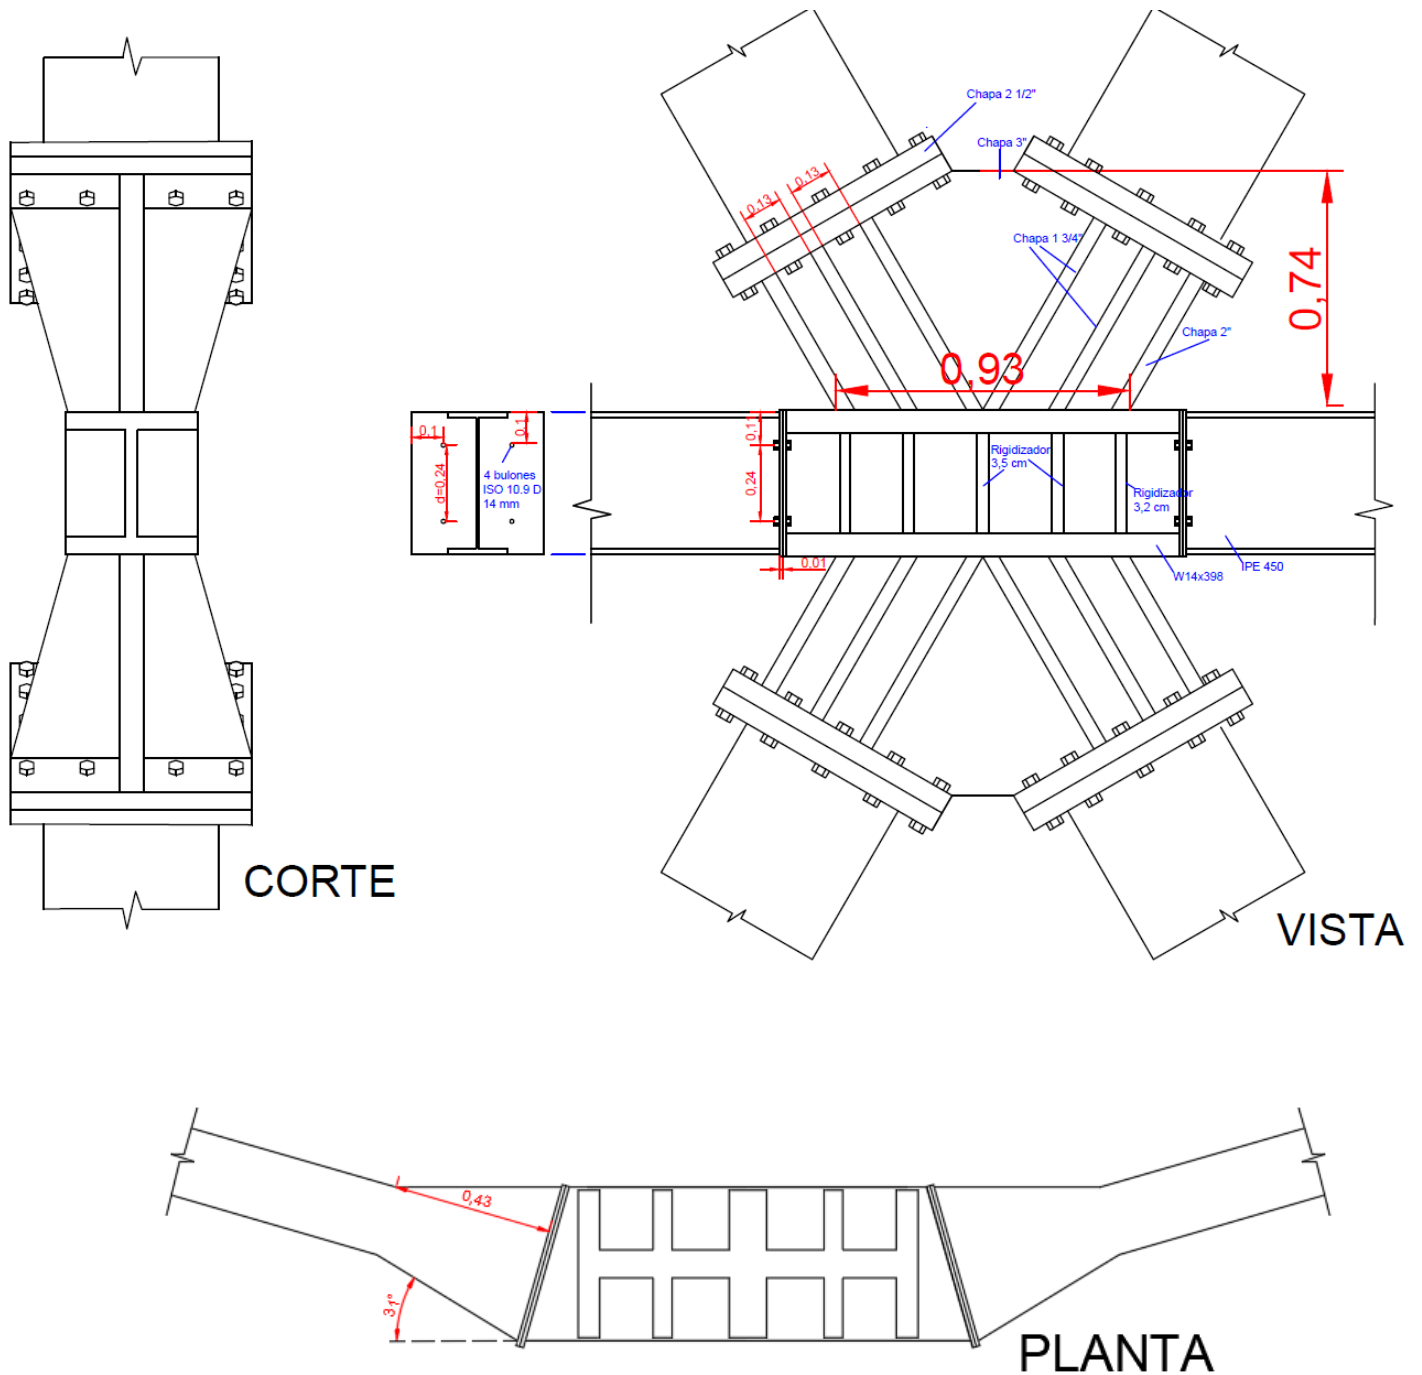 Chapa 2 1/2"
Chapa 3"
0,13
0,13
Chapa 1 3/4"
0,74
Chapa 2"
0,93
0,1
0,1
d=0,24
4 bulones
ISO 10.9 D
14 mm
0,11
0,24
0,01
Rigidizador
3,5 cm
Rigidizador
3,2 cm
W14x398
IPE 450
CORTE
VISTA
0,43
31°
PLANTA